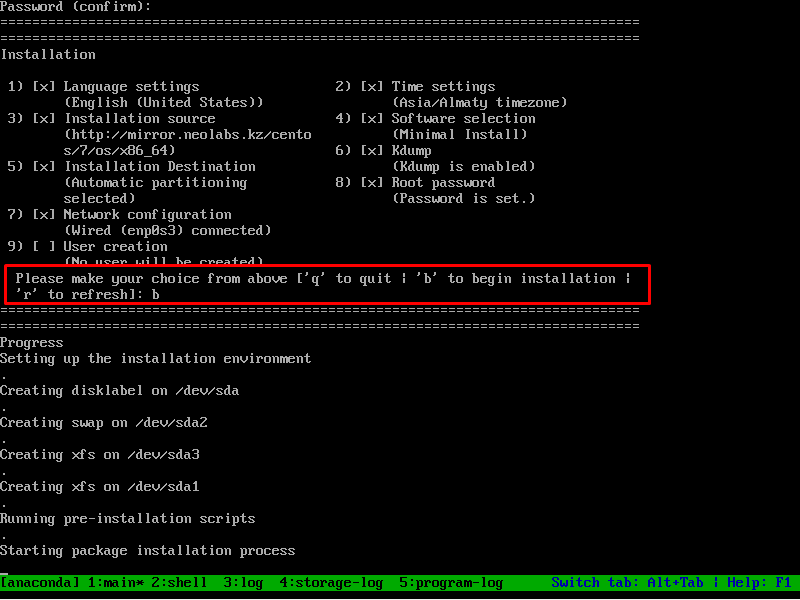 Password (confirm):
================================================================================
================================================================================
Installation
1) [x] Language settings 2) [x] Time settings
(English (United States)) (Asia/Almaty timezone)
3) [x] Installation source 4) [x] Software selection
(http://mirror.neolabs.kz/cento (Minimal Install)
s/7/os/x86_64) 6) [x] Kdump
5) [x] Installation Destination (Kdump is enabled)
(Automatic partitioning 8) [x] Root password
selected) (Password is set.)
7) [x] Network configuration
(Wired (enp0s3) connected)
9) [ ] User creation
(No user will be created)
Please make your choice from above ['q' to quit | 'b' to begin installation |
'r' to refresh]: b
================================================================================
================================================================================
Progress
Setting up the installation environment
.
Creating disklabel on /dev/sda
.
Creating swap on /dev/sda2
.
Creating xfs on /dev/sda3
.
Creating xfs on /dev/sda1
.
Running pre-installation scripts
.
Starting package installation process
[anaconda] 1:main* 2:shell 3:log 4:storage-log 5:program-log Switch tab: Alt+Tab | Help: F1